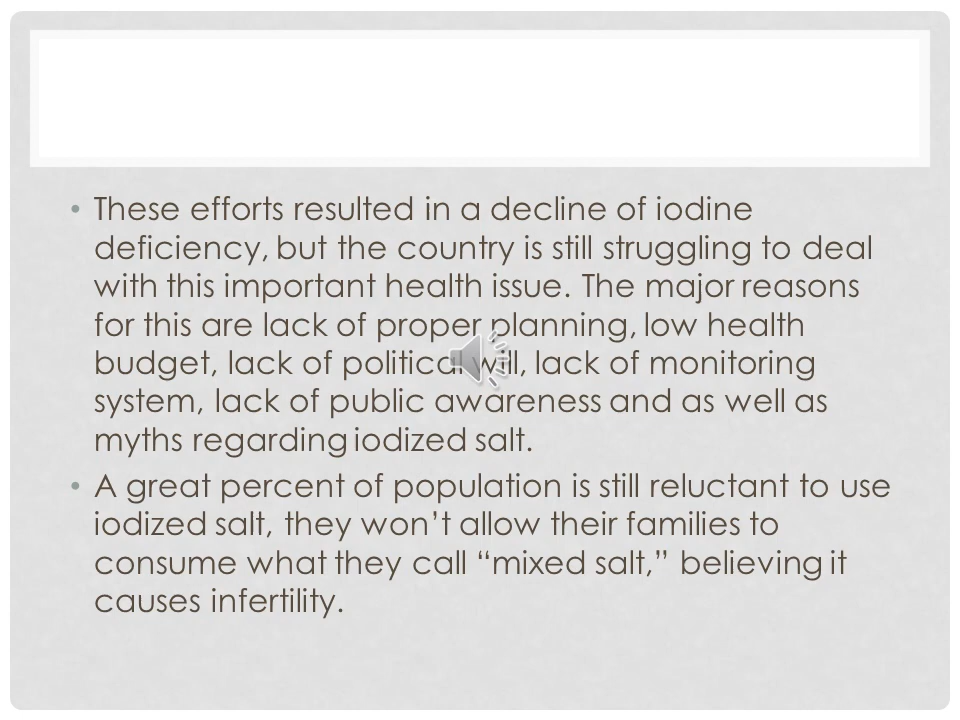 • These efforts resulted in a decline of iodine
deficiency, but the country is still struggling to deal
with this important health issue. The major reasons
for this are lack of proper planning, low health
budget, lack of political will, lack of monitoring
system, lack of public awareness and as well as
myths regarding iodized salt.
• A great percent of population is still reluctant to use
iodized salt, they won’t allow their families to
consume what they call “mixed salt,” believing it
causes infertility.